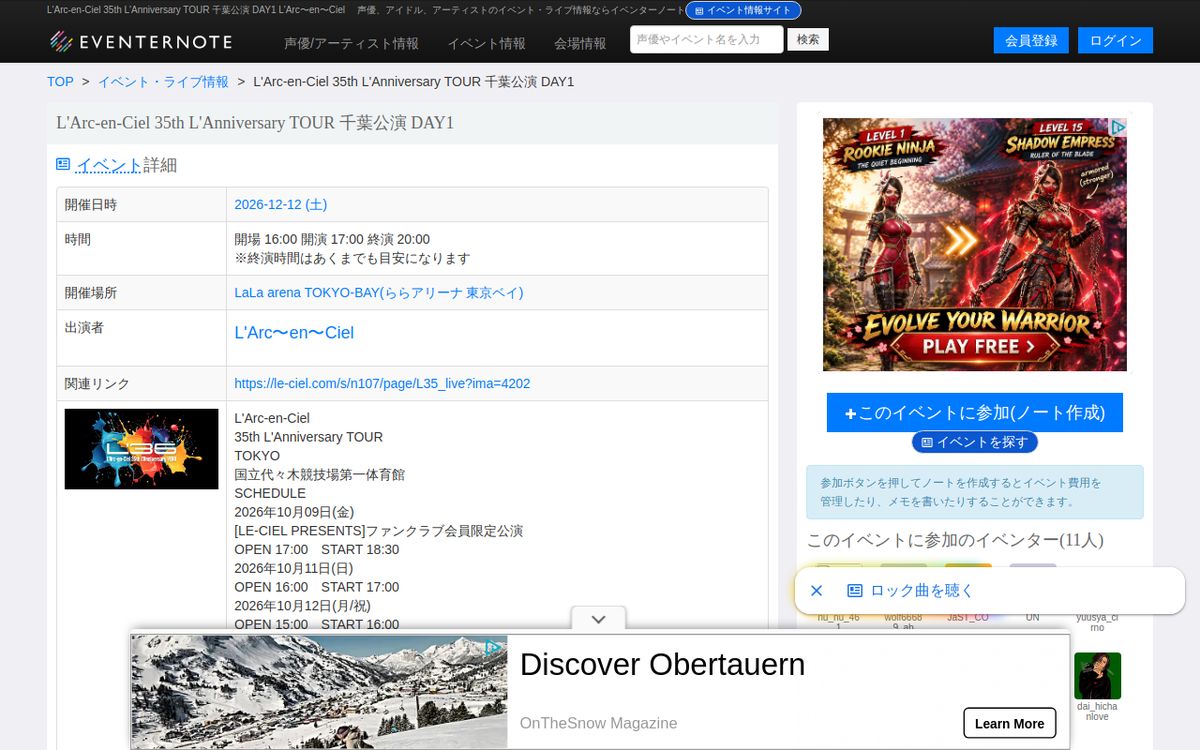 L'Arc-en-Ciel 35th L'Anniversary TOUR 千葉公演 DAY1 L'Arc〜en〜Ciel　声優、アイドル、アーティストのイベント・ライブ情報ならイベンターノート
イベント情報サイト
EVENTERNOTE
声優/アーティスト情報
イベント情報
会場情報
声優やイベント名を入力
検索
会員登録
ログイン
TOP > イベント・ライブ情報 > L'Arc-en-Ciel 35th L'Anniversary TOUR 千葉公演 DAY1
L'Arc-en-Ciel 35th L'Anniversary TOUR 千葉公演 DAY1
イベント詳細
開催日時
2026-12-12 (土)
時間
開場 16:00 開演 17:00 終演 20:00
※終演時間はあくまでも目安になります
開催場所
LaLa arena TOKYO-BAY(ららアリーナ 東京ベイ)
出演者
L'Arc〜en〜Ciel
関連リンク
https://le-ciel.com/s/n107/page/L35_live?ima=4202
L'35
L'Arc-en-Ciel
35th L'Anniversary TOUR
TOKYO
国立代々木競技場第一体育館
SCHEDULE
2026年10月09日(金)
[LE-CIEL PRESENTS]ファンクラブ会員限定公演
OPEN 17:00　START 18:30
2026年10月11日(日)
OPEN 16:00　START 17:00
2026年10月12日(月/祝)
OPEN 15:00　START 16:00
LEVEL 1
ROOKIE NINJA
THE QUIET BEGINNING
LEVEL 15
SHADOW EMPRESS
RULER OF THE BLADE
armored
(stronger)
EVOLVE YOUR WARRIOR
PLAY FREE >
+このイベントに参加(ノート作成)
イベントを探す
参加ボタンを押してノートを作成するとイベント費用を
管理したり、メモを書いたりすることができます。
このイベントに参加のイベンター(11人)
ロック曲を聴く
nu_nu_46
wolf6668
9_ah
JaST_CO
UN
yuusya_ci
rno
dai_hicha
nlove
Discover Obertauern
OnTheSnow Magazine
Learn More